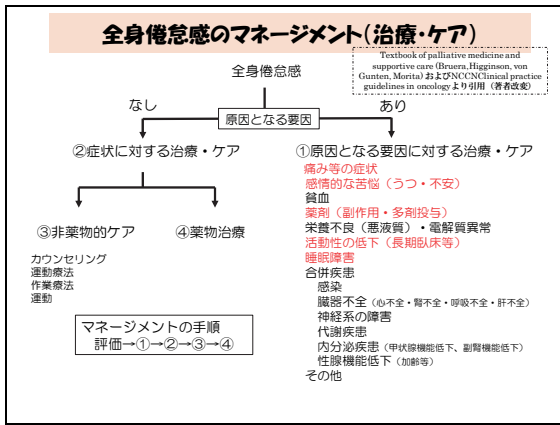 全身倦怠感のマネージメント(治療・ケア)
Textbook of palliative medicine and
supportive care (Bruera,Higginson, von
Gunten, Morita) およびNCCNClinical practice
guidelines in oncologyより引用（著者改変）
全身倦怠感
なし
あり
原因となる要因
②症状に対する治療・ケア
①原因となる要因に対する治療・ケア
痛み等の症状
感情的な苦悩（うつ・不安）
貧血
薬剤（副作用・多剤投与）
栄養不良（悪液質）・電解質異常
活動性の低下（長期臥床等）
睡眠障害
合併疾患
感染
臓器不全（心不全・腎不全・呼吸不全・肝不全）
神経系の障害
代謝疾患
内分泌疾患（甲状腺機能低下、副腎機能低下）
性腺機能低下（加齢等）
その他
③非薬物的ケア
④薬物治療
カウンセリング
運動療法
作業療法
運動
マネージメントの手順
評価→①→②→③→④